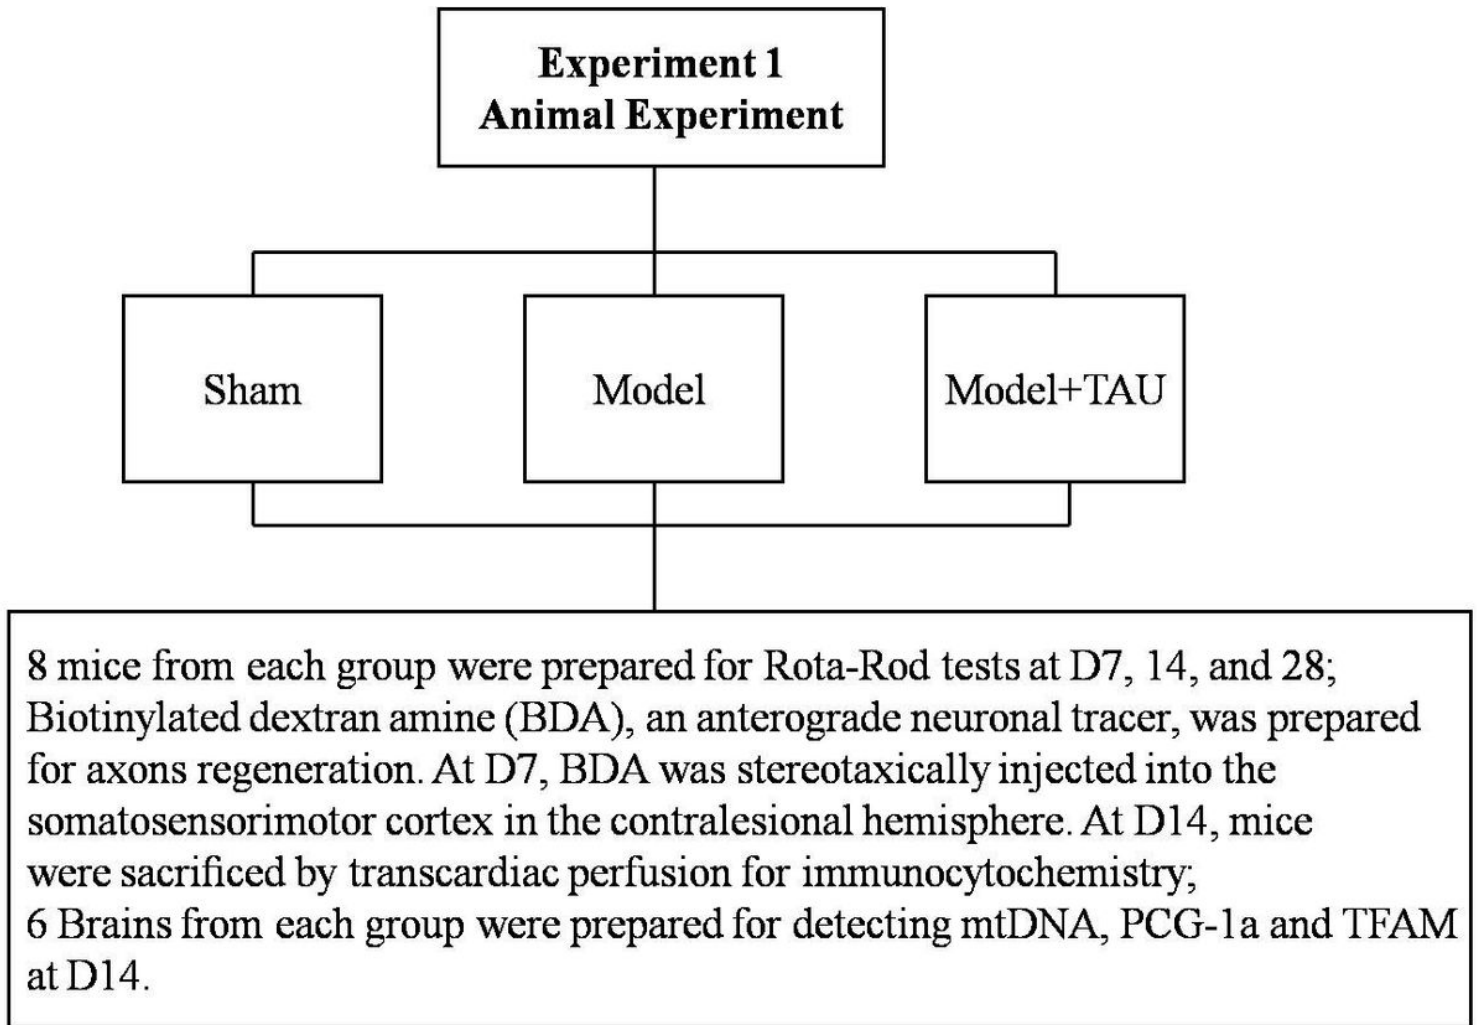 Experiment 1
Animal Experiment
Sham
Model
Model+TAU
8 mice from each group were prepared for Rota-Rod tests at D7, 14, and 28;
Biotinylated dextran amine (BDA), an anterograde neuronal tracer, was prepared
for axons regeneration. At D7, BDA was stereotaxically injected into the
somatosensorimotor cortex in the contralesional hemisphere. At D14, mice
were sacrificed by transcardiac perfusion for immunocytochemistry;
6 Brains from each group were prepared for detecting mtDNA, PCG-1a and TFAM
at D14.